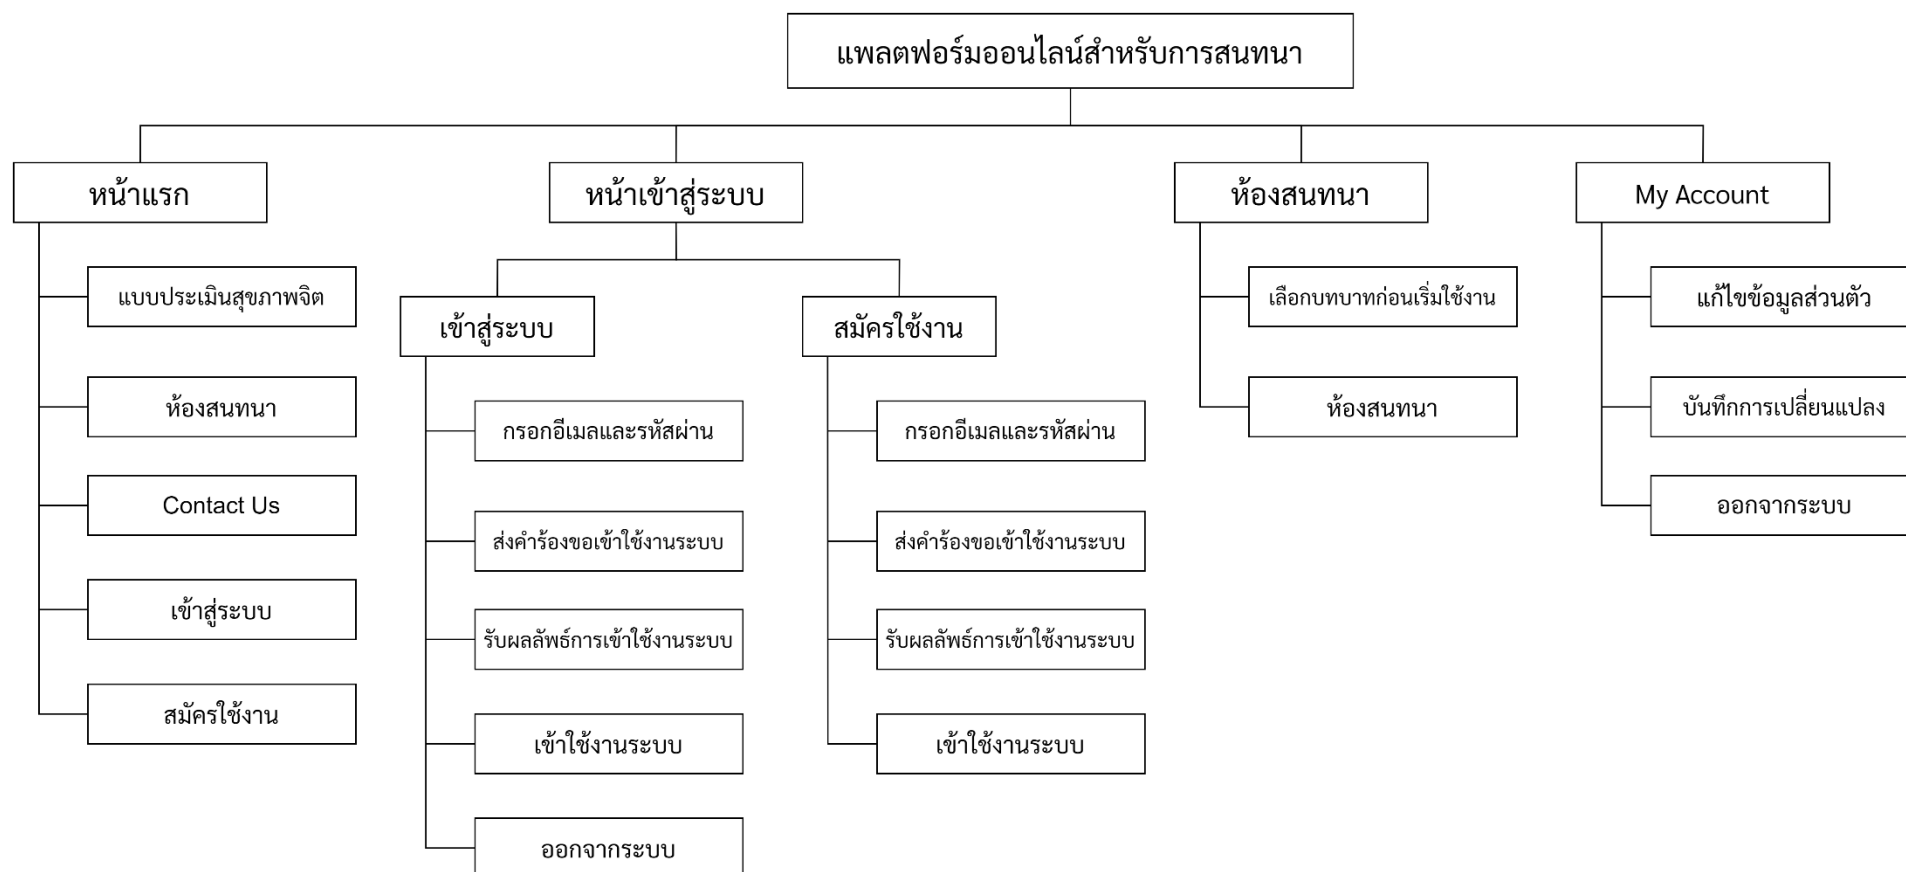 แพลตฟอร์มออนไลน์สำหรับการสนทนา
หน้าแรก
หน้าเข้าสู่ระบบ
ห้องสนทนา
My Account
แบบประเมินสุขภาพจิต
ห้องสนทนา
Contact Us
เข้าสู่ระบบ
สมัครใช้งาน
เข้าสู่ระบบ
กรอกอีเมลและรหัสผ่าน
ส่งคำร้องขอเข้าใช้งานระบบ
รับผลลัพธ์การเข้าใช้งานระบบ
เข้าใช้งานระบบ
ออกจากระบบ
สมัครใช้งาน
กรอกอีเมลและรหัสผ่าน
ส่งคำร้องขอเข้าใช้งานระบบ
รับผลลัพธ์การเข้าใช้งานระบบ
เข้าใช้งานระบบ
เลือกบทบาทก่อนเริ่มใช้งาน
ห้องสนทนา
แก้ไขข้อมูลส่วนตัว
บันทึกการเปลี่ยนแปลง
ออกจากระบบ